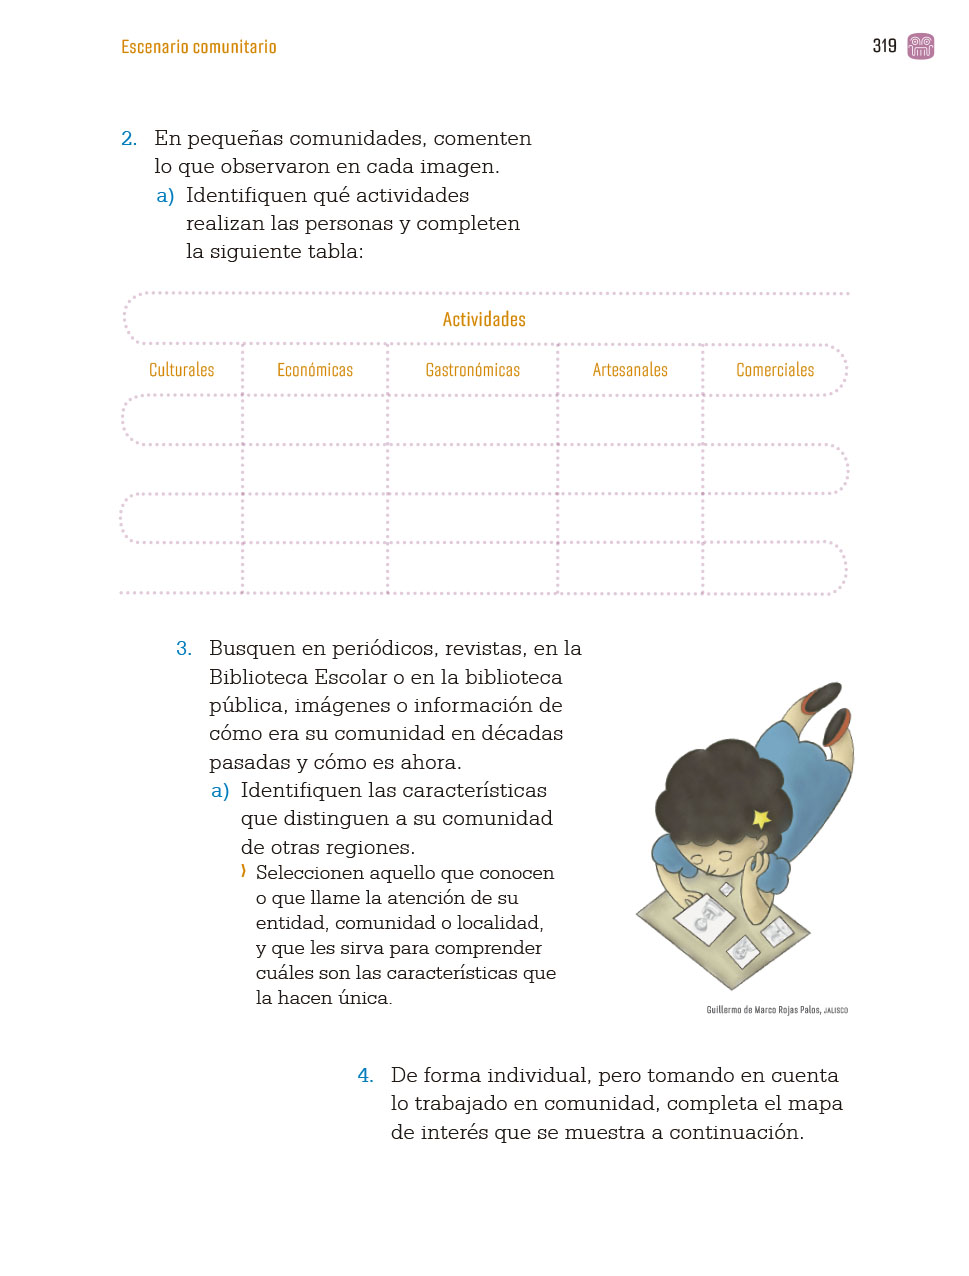 Escenario comunitario
319
2. En pequeñas comunidades, comenten
lo que observaron en cada imagen.
a) Identifiquen qué actividades
realizan las personas y completen
la siguiente tabla:
Actividades
Culturales Económicas Gastronómicas Artesanales Comerciales
3. Busquen en periódicos, revistas, en la
Biblioteca Escolar o en la biblioteca
pública, imágenes o información de
cómo era su comunidad en décadas
pasadas y cómo es ahora.
a) Identifiquen las características
que distinguen a su comunidad
de otras regiones.
⟩ Seleccionen aquello que conocen
o que llame la atención de su
entidad, comunidad o localidad,
y que les sirva para comprender
cuáles son las características que
la hacen única.
Guillermo de Marco Rojas Palos, JALISCO
4. De forma individual, pero tomando en cuenta
lo trabajado en comunidad, completa el mapa
de interés que se muestra a continuación.